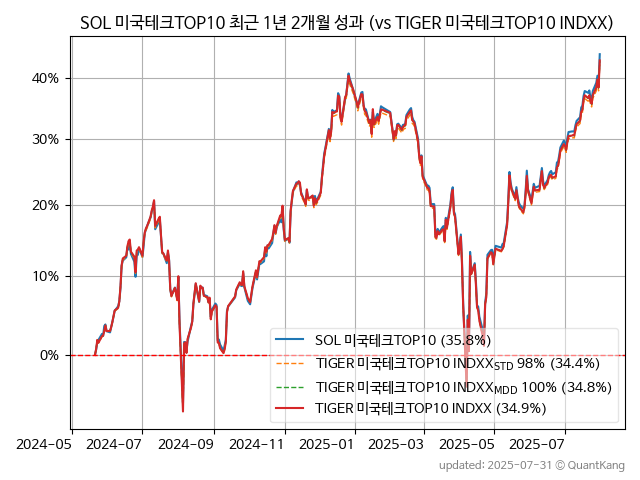 SOL 미국테크TOP10 최근 1년 2개월 성과 (vs TIGER 미국테크TOP10 INDXX)
40%
30%
20%
10%
0%
SOL 미국테크TOP10 (35.8%)
TIGER 미국테크TOP10 INDXX_STD 98% (34.4%)
TIGER 미국테크TOP10 INDXX_MDD 100% (34.8%)
TIGER 미국테크TOP10 INDXX (34.9%)
2024-05 2024-07 2024-09 2024-11 2025-01 2025-03 2025-05 2025-07
updated: 2025-07-31 © QuantKang